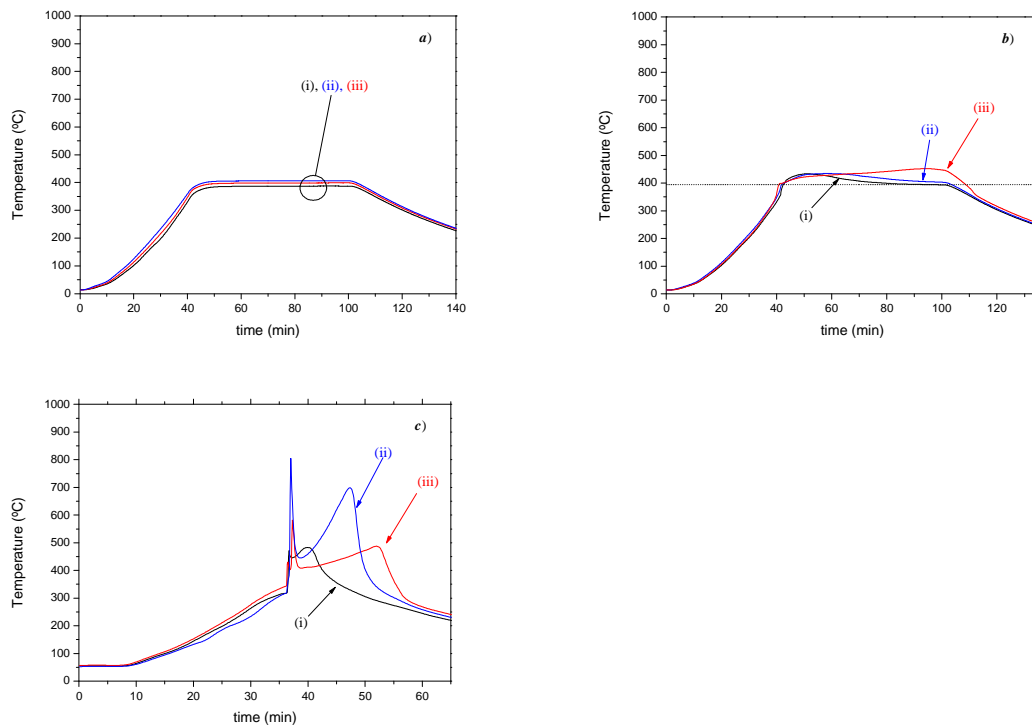 a)
Temperature (ºC)
1000
900
800
700
600
500
400
300
200
100
0
(i), (ii), (iii)
0 20 40 60 80 100 120 140
time (min)
b)
Temperature (ºC)
1000
900
800
700
600
500
400
300
200
100
0
(iii)
(ii)
(i)
0 20 40 60 80 100 120
time (min)
c)
Temperature (ºC)
1000
900
800
700
600
500
400
300
200
100
0
(ii)
(iii)
(i)
0 10 20 30 40 50 60
time (min)